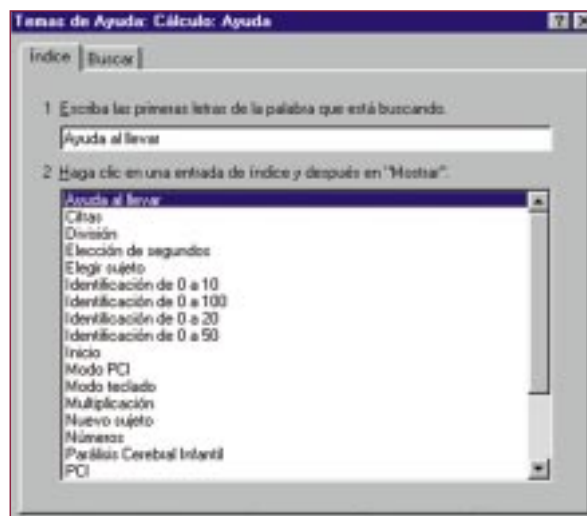 Temas de Ayuda: Cálculo: Ayuda
Índice
Buscar
1 Escriba las primeras letras de la palabra que está buscando.
Ayuda al llevar
2 Haga clic en una entrada de índice y después en "Mostrar".
Ayuda al llevar
Cifras
División
Elección de segundos
Elegir sujeto
Identificación de 0 a 10
Identificación de 0 a 100
Identificación de 0 a 20
Identificación de 0 a 50
Inicio
Modo PCI
Modo teclado
Multiplicación
Nuevo sujeto
Números
Parálisis Cerebral Infantil
PCI